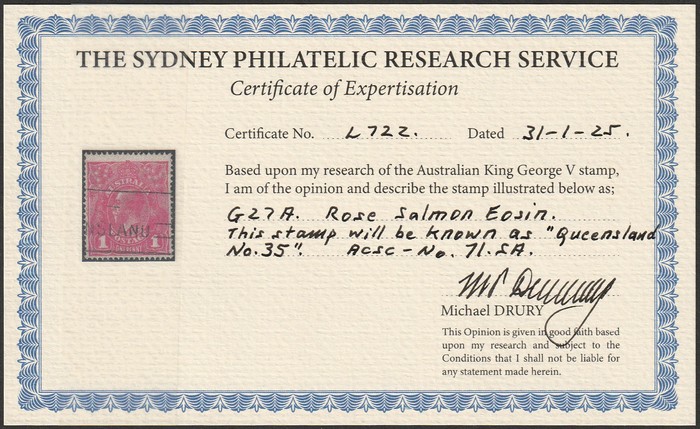 THE SYDNEY PHILATELIC RESEARCH SERVICE
Certificate of Expertisation
Certificate No. L722. Dated 31-1-25.
Based upon my research of the Australian King George V stamp,
I am of the opinion and describe the stamp illustrated below as;
G27A. Rose Salmon Eosin.
This stamp will be known as "Queensland
No.35". ACSC-No. 71.SA.
Michael DRURY
This Opinion is given in good faith based
upon my research and subject to the
Conditions that I shall not be liable for
any statement made herein.
1 1